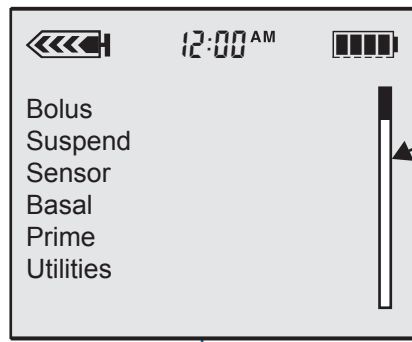 12:00 AM
Bolus
Suspend
Sensor
Basal
Prime
Utilities